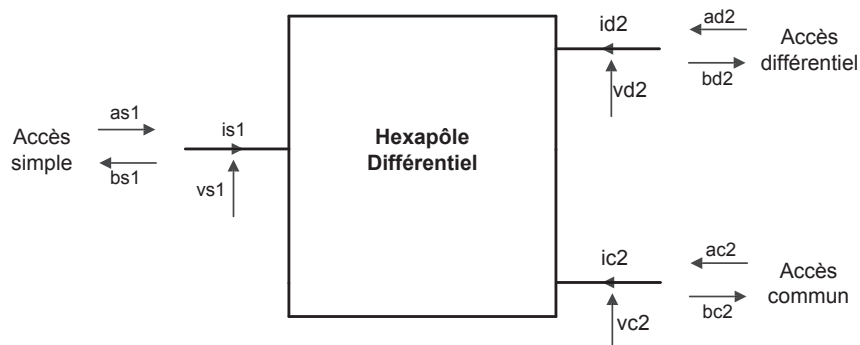 Accès
simple
as1
bs1
is1
vs1
Hexapôle
Différentiel
id2
vd2
ad2
bd2
Accès
différentiel
ic2
vc2
ac2
bc2
Accès
commun